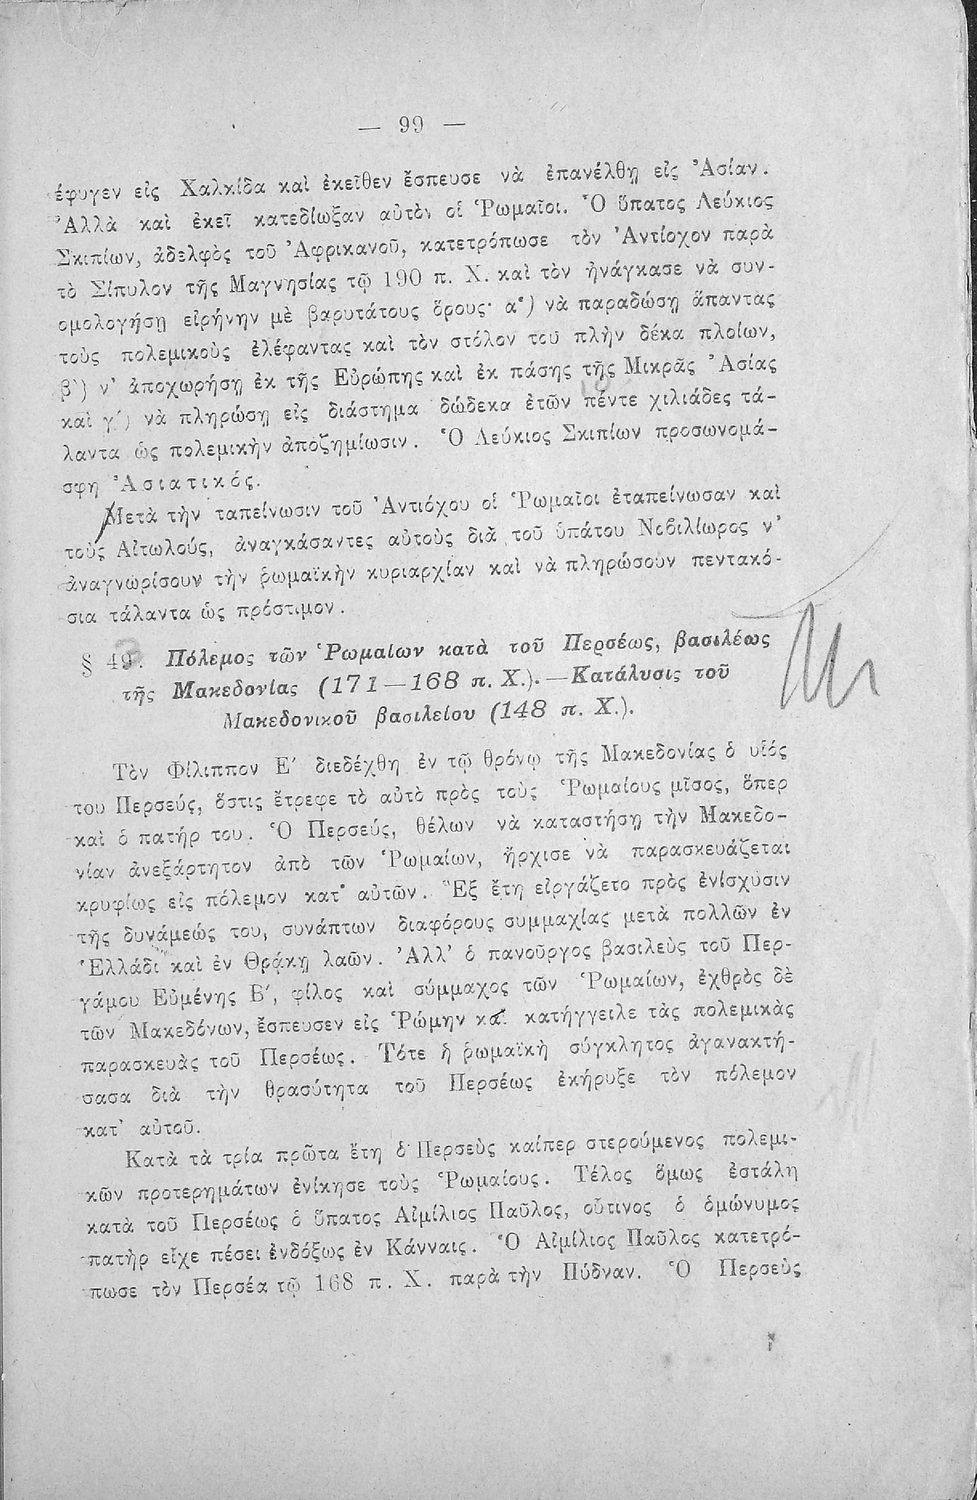 — 99 —
ἔφυγεν εἰς Χαλκίδα καὶ ἐκεῖθεν ἔσπευσε νὰ ἐπανέλθῃ εἰς Ἀσίαν.
Ἀλλὰ καὶ ἐκεῖ κατεδίωξαν αὐτὸν οἱ Ῥωμαῖοι. Ὁ ὕπατος Λεύκιος
Σκιπίων, ἀδελφὸς τοῦ Ἀφρικανοῦ, κατετρόπωσε τὸν Ἀντίοχον παρὰ
τὸ Σίπυλον τῆς Μαγνησίας τῷ 190 π. Χ. καὶ τὸν ἠνάγκασε νὰ συν-
ομολογήσῃ εἰρήνην μὲ βαρυτάτους ὅρους· α΄) νὰ παραδώσῃ ἅπαντας
τοὺς πολεμικοὺς ἐλέφαντας καὶ τὸν στόλον του πλὴν δέκα πλοίων,
β΄) ν' ἀποχωρήσῃ ἐκ τῆς Εὐρώπης καὶ ἐκ πάσης τῆς Μικρᾶς Ἀσίας
καὶ γ΄) νὰ πληρώσῃ εἰς διάστημα δώδεκα ἐτῶν πέντε χιλιάδες τά-
λαντα ὡς πολεμικὴν ἀποζημίωσιν. Ὁ Λεύκιος Σκιπίων προσωνομά-
σθη Ἀσιατικός.
Μετὰ τὴν ταπείνωσιν τοῦ Ἀντιόχου οἱ Ῥωμαῖοι ἐταπείνωσαν καὶ
τοὺς Αἰτωλούς, ἀναγκάσαντες αὐτοὺς διὰ τοῦ ὑπάτου Νοβιλίωρος ν'
ἀναγνωρίσουν τὴν ῥωμαϊκὴν κυριαρχίαν καὶ νὰ πληρώσουν πεντακό-
σια τάλαντα ὡς πρόστιμον.
§ 49. Πόλεμος τῶν Ῥωμαίων κατὰ τοῦ Περσέως, βασιλέως
τῆς Μακεδονίας (171—168 π. Χ.).—Κατάλυσις τοῦ
Μακεδονικοῦ βασιλείου (148 π. Χ.).
Τὸν Φίλιππον Ε΄ διεδέχθη ἐν τῷ θρόνῳ τῆς Μακεδονίας ὁ υἱός
του Περσεύς, ὅστις ἔτρεφε τὸ αὐτὸ πρὸς τοὺς Ῥωμαίους μῖσος, ὅπερ
καὶ ὁ πατήρ του. Ὁ Περσεύς, θέλων νὰ καταστήσῃ τὴν Μακεδο-
νίαν ἀνεξάρτητον ἀπὸ τῶν Ῥωμαίων, ἤρχισε νὰ παρασκευάζεται
κρυφίως εἰς πόλεμον κατ' αὐτῶν. Ἓξ ἔτη εἰργάζετο πρὸς ἐνίσχυσιν
τῆς δυνάμεώς του, συνάπτων διαφόρους συμμαχίας μετὰ πολλῶν ἐν
Ἑλλάδι καὶ ἐν Θρᾴκῃ λαῶν. Ἀλλ' ὁ πανοῦργος βασιλεὺς τοῦ Περ-
γάμου Εὐμένης Β΄, φίλος καὶ σύμμαχος τῶν Ῥωμαίων, ἐχθρὸς δὲ
τῶν Μακεδόνων, ἔσπευσεν εἰς Ῥώμην καὶ κατήγγειλε τὰς πολεμικὰς
παρασκευὰς τοῦ Περσέως. Τότε ἡ ῥωμαϊκὴ σύγκλητος ἀγανακτή-
σασα διὰ τὴν θρασύτητα τοῦ Περσέως ἐκήρυξε τὸν πόλεμον
κατ' αὐτοῦ.
Κατὰ τὰ τρία πρῶτα ἔτη ὁ Περσεὺς καίπερ στερούμενος πολεμι-
κῶν προτερημάτων ἐνίκησε τοὺς Ῥωμαίους. Τέλος ὅμως ἐστάλη
κατὰ τοῦ Περσέως ὁ ὕπατος Αἰμίλιος Παῦλος, οὗτινος ὁ ὁμώνυμος
πατὴρ εἶχε πέσει ἐνδόξως ἐν Κάνναις. Ὁ Αἰμίλιος Παῦλος κατετρό-
πωσε τὸν Περσέα τῷ 168 π. Χ. παρὰ τὴν Πύδναν. Ὁ Περσεὺς